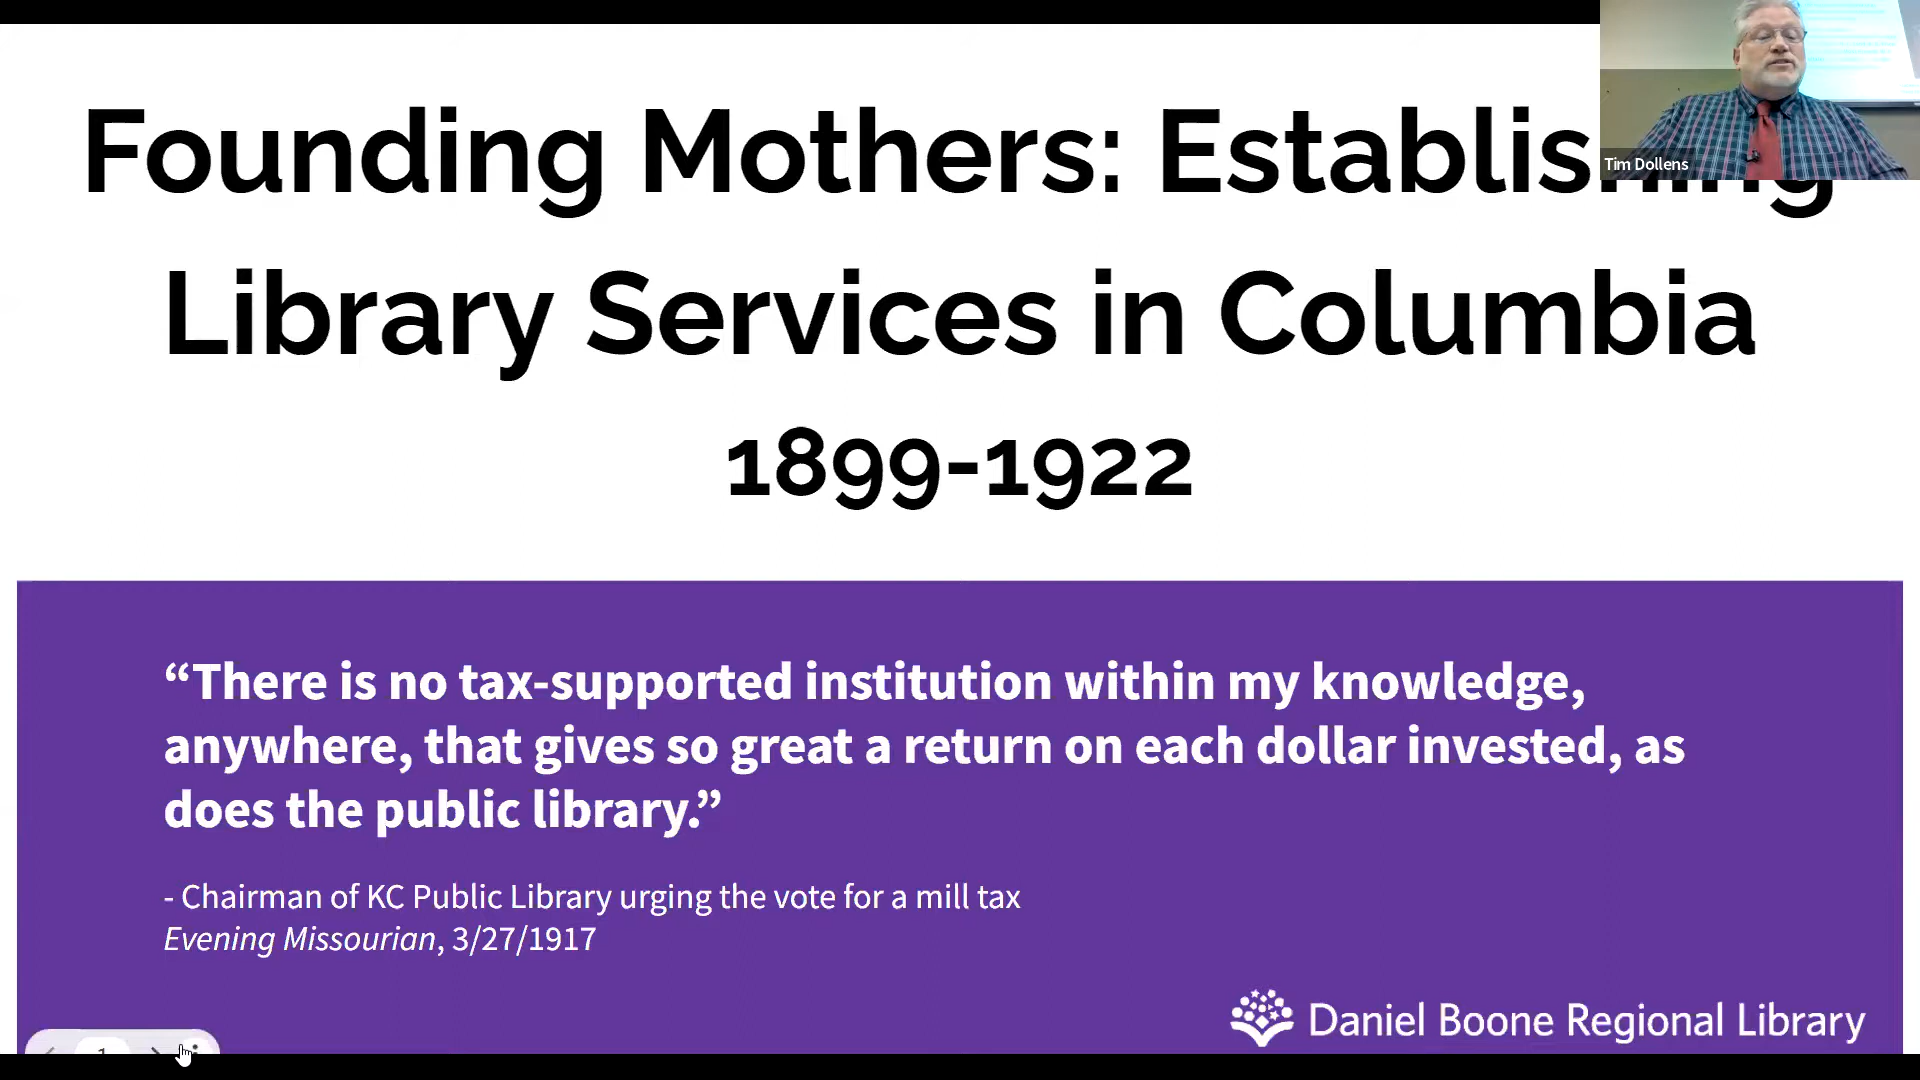 Founding Mothers: Establishing
Library Services in Columbia
1899-1922
Tim Dollens
“There is no tax-supported institution within my knowledge,
anywhere, that gives so great a return on each dollar invested, as
does the public library.”
- Chairman of KC Public Library urging the vote for a mill tax
Evening Missourian, 3/27/1917
Daniel Boone Regional Library
1